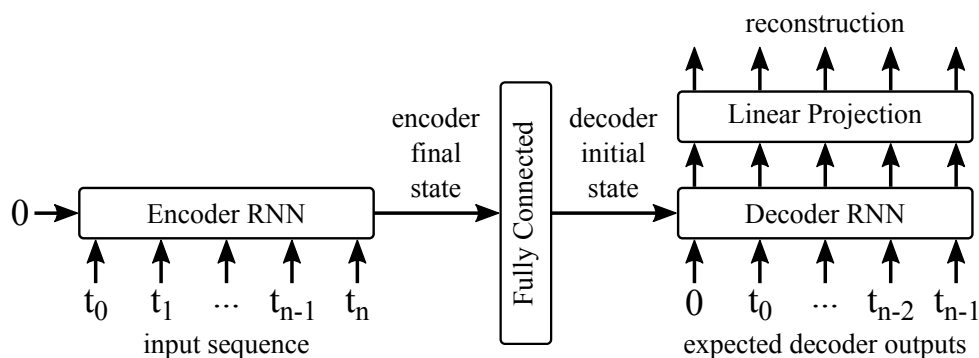 reconstruction
Linear Projection
encoder
final
state
decoder
initial
state
0
Encoder RNN
Fully Connected
Decoder RNN
t0 t1 ... tn-1 tn
0 t0 ... tn-2 tn-1
input sequence
expected decoder outputs